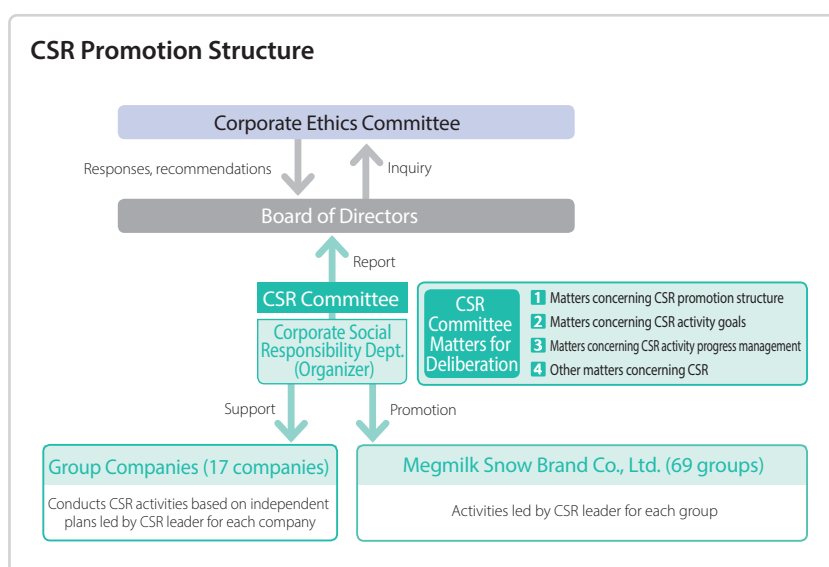 CSR Promotion Structure
Corporate Ethics Committee
Responses, recommendations
Inquiry
Board of Directors
Report
CSR Committee
Corporate Social
Responsibility Dept.
(Organizer)
CSR
Committee
Matters for
Deliberation
1 Matters concerning CSR promotion structure
2 Matters concerning CSR activity goals
3 Matters concerning CSR activity progress management
4 Other matters concerning CSR
Support
Promotion
Group Companies (17 companies)
Conducts CSR activities based on independent
plans led by CSR leader for each company
Megmilk Snow Brand Co., Ltd. (69 groups)
Activities led by CSR leader for each group